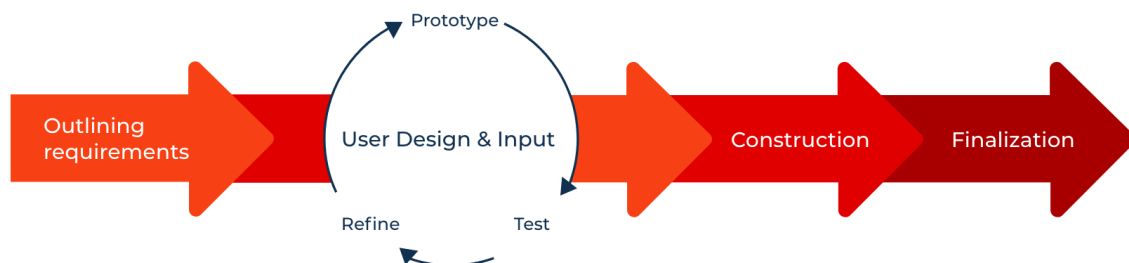 Outlining
requirements
Prototype
User Design & Input
Refine
Test
Construction
Finalization